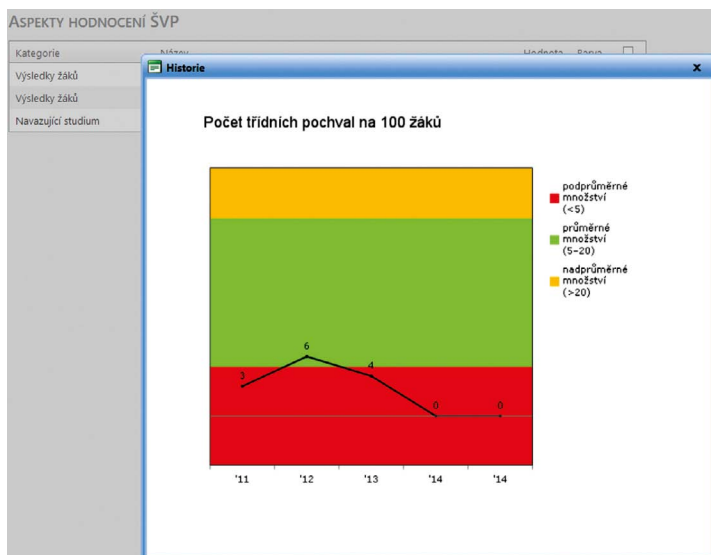 ASPEKTY HODNOCENÍ ŠVP
Kategorie Název Hodnota Barva
Výsledky žáků
Výsledky žáků
Navazující studium
Historie x
Počet třídních pochval na 100 žáků
podprůměrné
množství
(<5)
průměrné
množství
(5-20)
nadprůměrné
množství
(>20)
3
6
4
0
0
'11 '12 '13 '14 '14